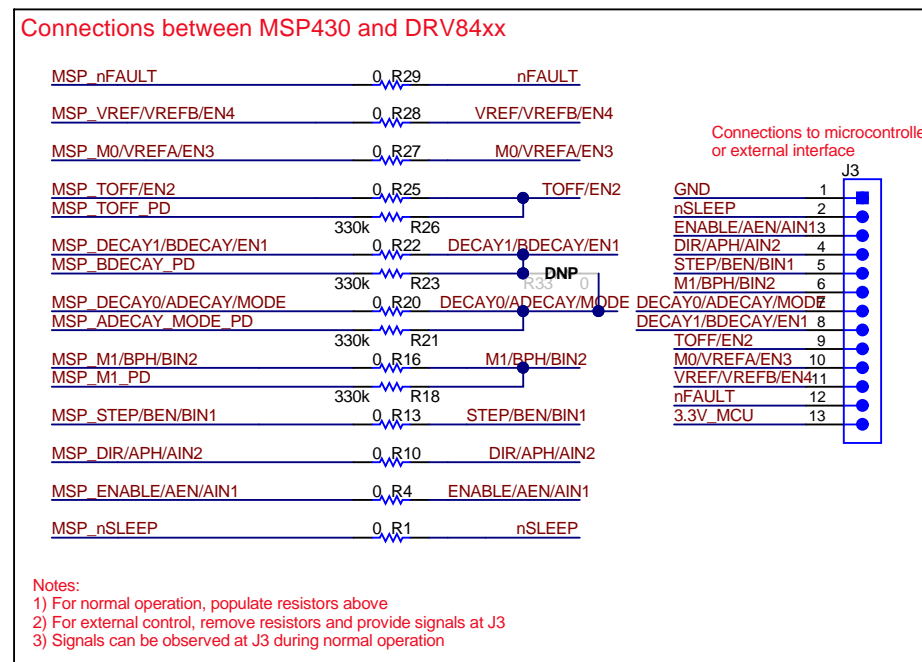 Connections between MSP430 and DRV84xx
MSP_nFAULT 0 R29 nFAULT
MSP_VREF/VREFB/EN4 0 R28 VREF/VREFB/EN4
MSP_M0/VREFA/EN3 0 R27 M0/VREFA/EN3
MSP_TOFF/EN2 0 R25 TOFF/EN2
MSP_TOFF_PD
330k R26
MSP_DECAY1/BDECAY/EN1 0 R22 DECAY1/BDECAY/EN1
MSP_BDECAY_PD
330k R23
DNP
R33 0
MSP_DECAY0/ADECAY/MODE 0 R20 DECAY0/ADECAY/MODE
MSP_ADECAY_MODE_PD
330k R21
MSP_M1/BPH/BIN2 0 R16 M1/BPH/BIN2
MSP_M1_PD
330k R18
MSP_STEP/BEN/BIN1 0 R13 STEP/BEN/BIN1
MSP_DIR/APH/AIN2 0 R10 DIR/APH/AIN2
MSP_ENABLE/AEN/AIN1 0 R4 ENABLE/AEN/AIN1
MSP_nSLEEP 0 R1 nSLEEP
Connections to microcontrolle
or external interface
J3
GND 1
nSLEEP 2
ENABLE/AEN/AIN1 3
DIR/APH/AIN2 4
STEP/BEN/BIN1 5
M1/BPH/BIN2 6
DECAY0/ADECAY/MODE 7
DECAY1/BDECAY/EN1 8
TOFF/EN2 9
M0/VREFA/EN3 10
VREF/VREFB/EN4 11
nFAULT 12
3.3V_MCU 13
Notes:
1) For normal operation, populate resistors above
2) For external control, remove resistors and provide signals at J3
3) Signals can be observed at J3 during normal operation